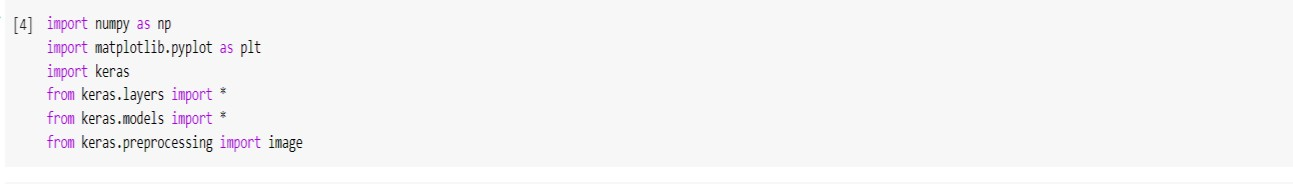 [4] import numpy as np
import matplotlib.pyplot as plt
import keras
from keras.layers import *
from keras.models import *
from keras.preprocessing import image